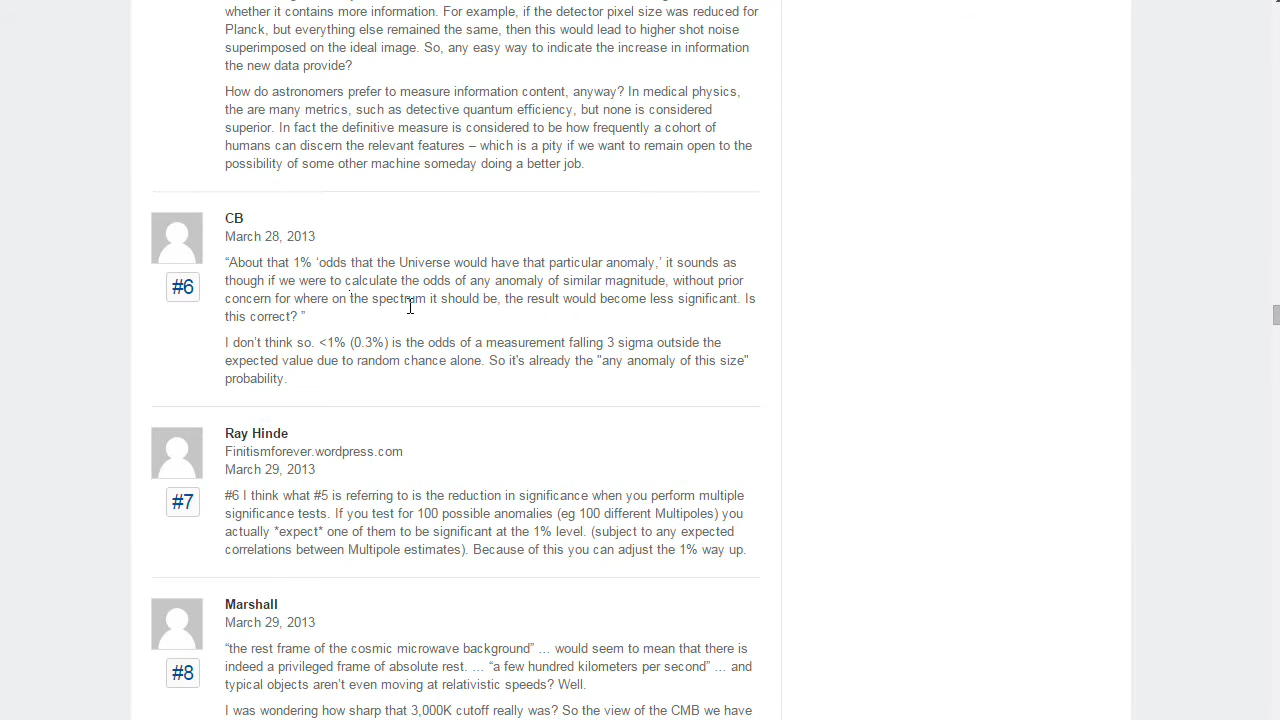 whether it contains more information. For example, if the detector pixel size was reduced for
Planck, but everything else remained the same, then this would lead to higher shot noise
superimposed on the ideal image. So, any easy way to indicate the increase in information
the new data provide?
How do astronomers prefer to measure information content, anyway? In medical physics,
the are many metrics, such as detective quantum efficiency, but none is considered
superior. In fact the definitive measure is considered to be how frequently a cohort of
humans can discern the relevant features – which is a pity if we want to remain open to the
possibility of some other machine someday doing a better job.
CB
March 28, 2013
#6
“About that 1% ‘odds that the Universe would have that particular anomaly,’ it sounds as
though if we were to calculate the odds of any anomaly of similar magnitude, without prior
concern for where on the spectrum it should be, the result would become less significant. Is
this correct? ”
I don’t think so. <1% (0.3%) is the odds of a measurement falling 3 sigma outside the
expected value due to random chance alone. So it’s already the "any anomaly of this size"
probability.
Ray Hinde
Finitismforever.wordpress.com
March 29, 2013
#7
#6 I think what #5 is referring to is the reduction in significance when you perform multiple
significance tests. If you test for 100 possible anomalies (eg 100 different Multipoles) you
actually *expect* one of them to be significant at the 1% level. (subject to any expected
correlations between Multipole estimates). Because of this you can adjust the 1% way up.
Marshall
March 29, 2013
#8
“the rest frame of the cosmic microwave background” … would seem to mean that there is
indeed a privileged frame of absolute rest. … “a few hundred kilometers per second” … and
typical objects aren’t even moving at relativistic speeds? Well.
I was wondering how sharp that 3,000K cutoff really was? So the view of the CMB we have